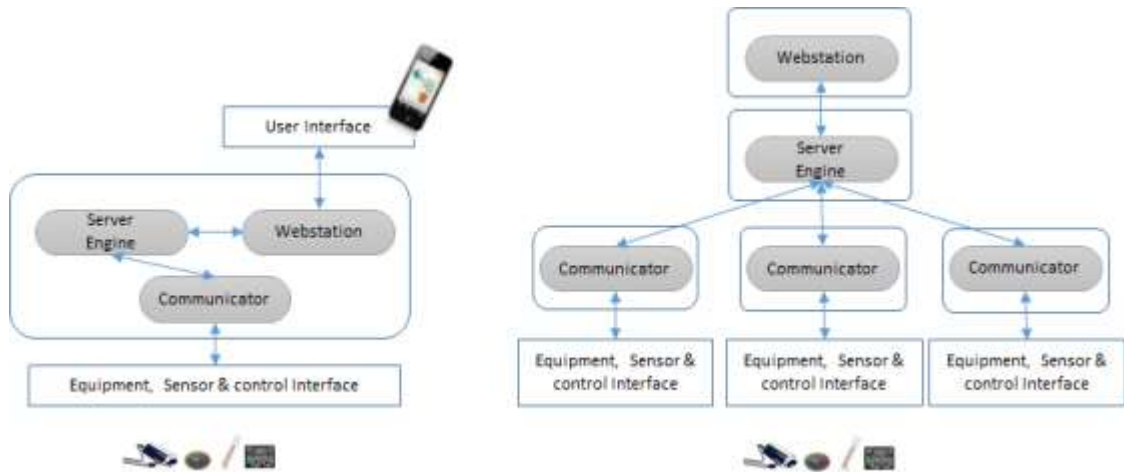 User Interface
Server
Engine
Webstation
Communicator
Equipment, Sensor & control Interface
Webstation
Server
Engine
Communicator
Communicator
Communicator
Equipment, Sensor &
control Interface
Equipment, Sensor &
control Interface
Equipment, Sensor &
control Interface